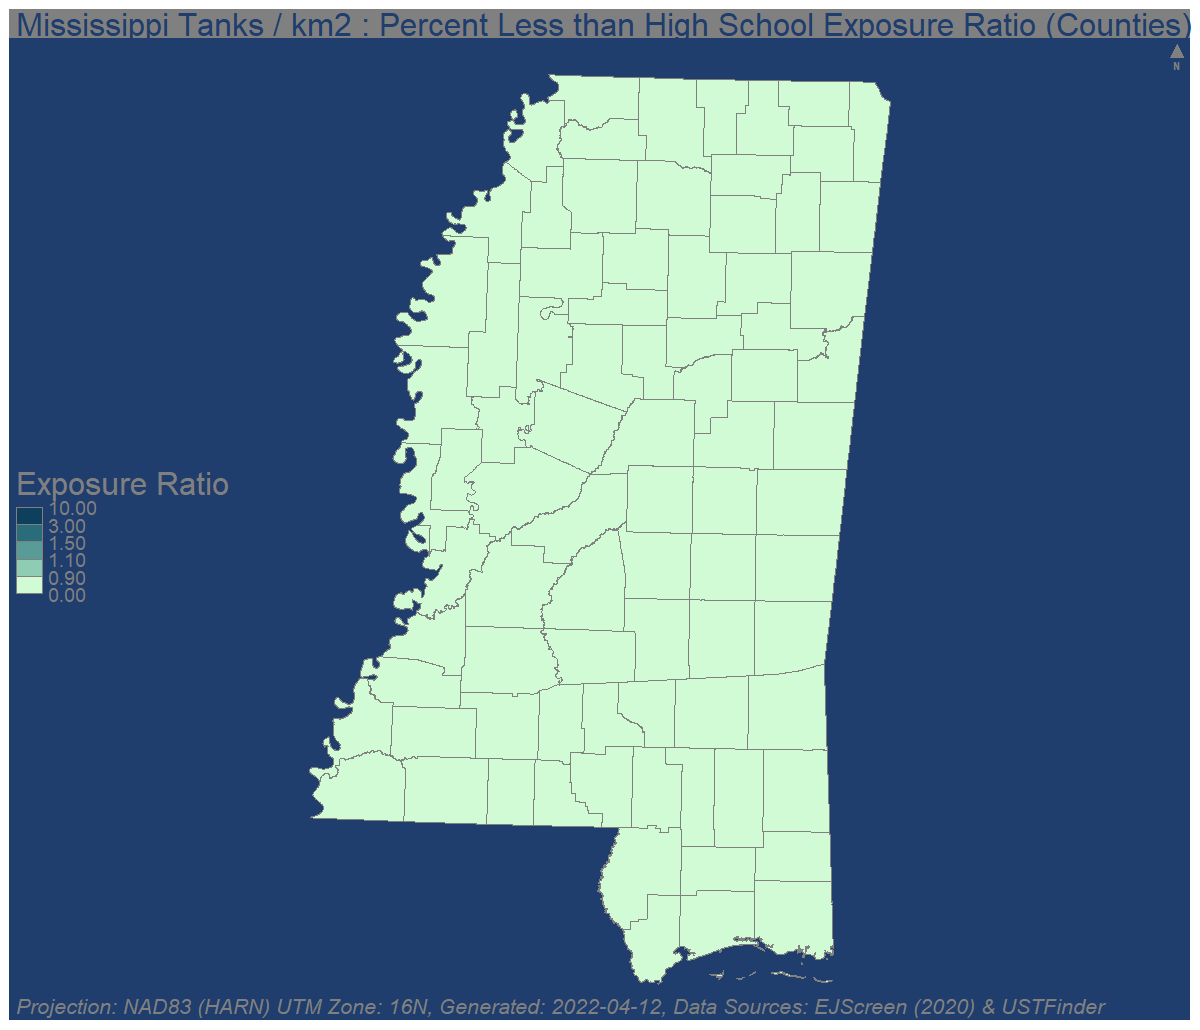 Mississippi Tanks / km2 : Percent Less than High School Exposure Ratio (Counties)
N
Exposure Ratio
10.00
3.00
1.50
1.10
0.90
0.00
Projection: NAD83 (HARN) UTM Zone: 16N, Generated: 2022-04-12, Data Sources: EJScreen (2020) & USTFinder